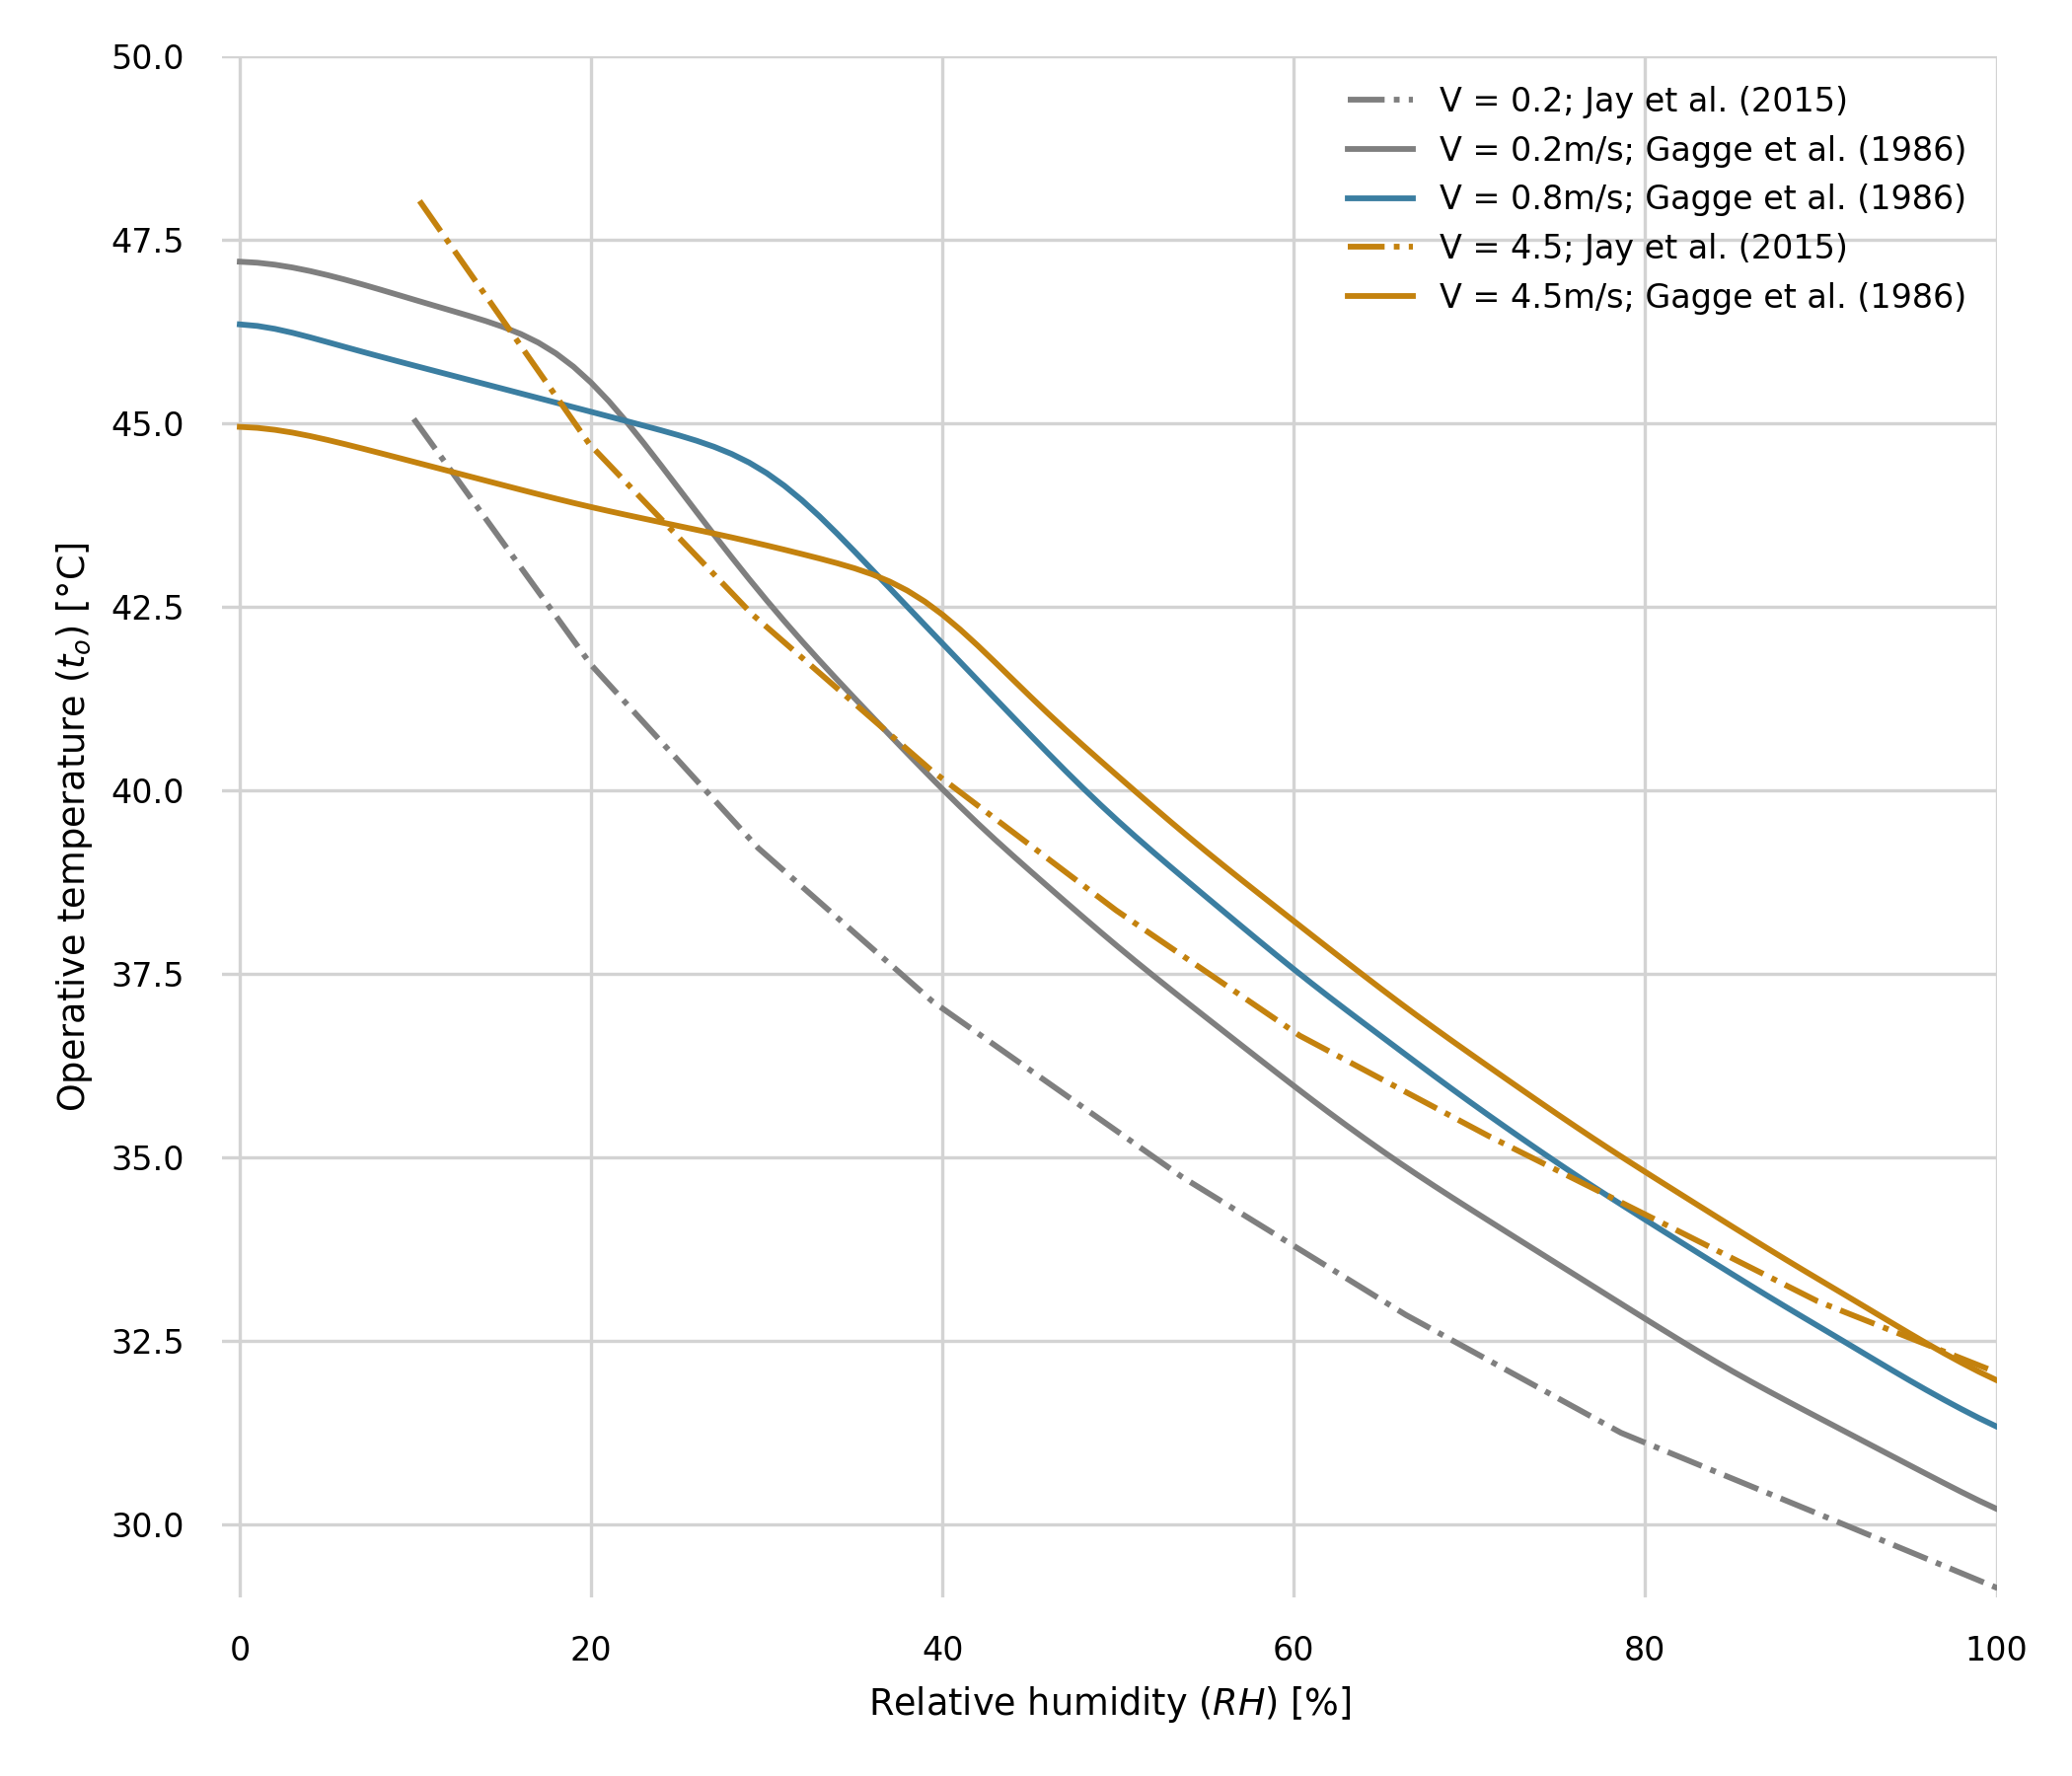 50.0
47.5
45.0
42.5
40.0
37.5
35.0
32.5
30.0
Operative temperature (t_o) [°C]
V = 0.2; Jay et al. (2015)
V = 0.2m/s; Gagge et al. (1986)
V = 0.8m/s; Gagge et al. (1986)
V = 4.5; Jay et al. (2015)
V = 4.5m/s; Gagge et al. (1986)
0 20 40 60 80 100
Relative humidity (RH) [%]